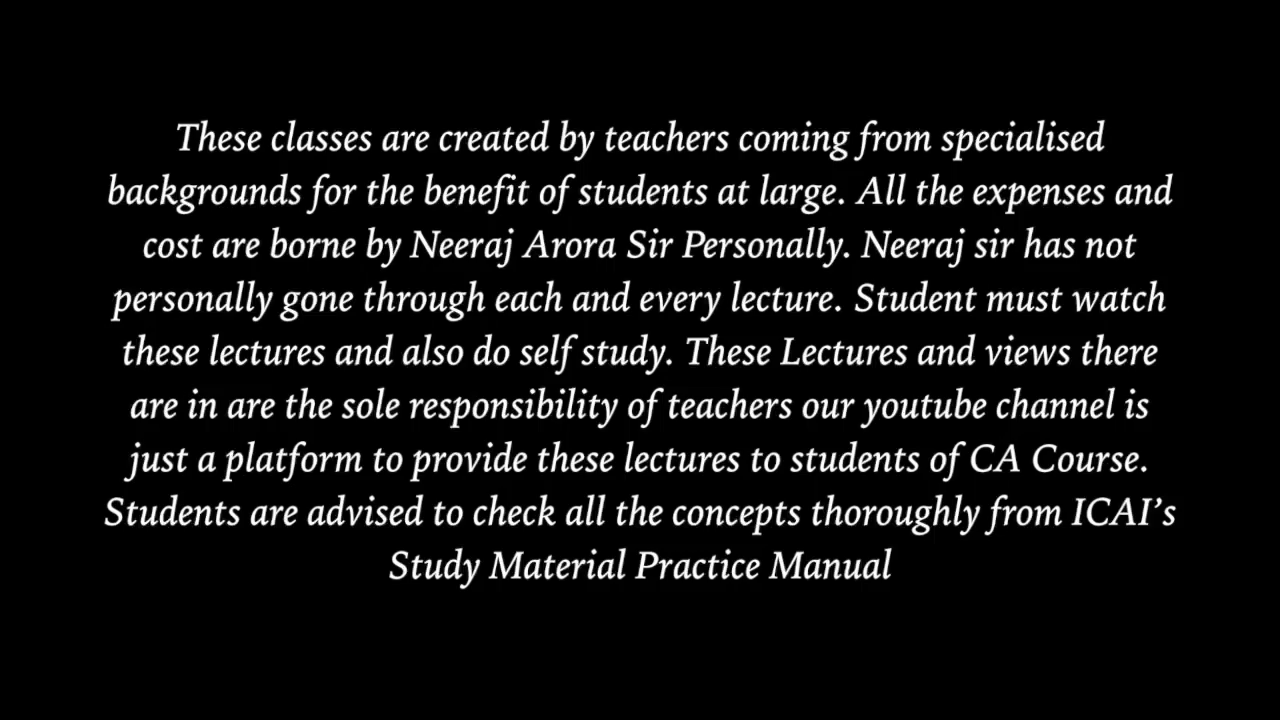 These classes are created by teachers coming from specialised
backgrounds for the benefit of students at large. All the expenses and
cost are borne by Neeraj Arora Sir Personally. Neeraj sir has not
personally gone through each and every lecture. Student must watch
these lectures and also do self study. These Lectures and views there
are in are the sole responsibility of teachers our youtube channel is
just a platform to provide these lectures to students of CA Course.
Students are advised to check all the concepts thoroughly from ICAI’s
Study Material Practice Manual